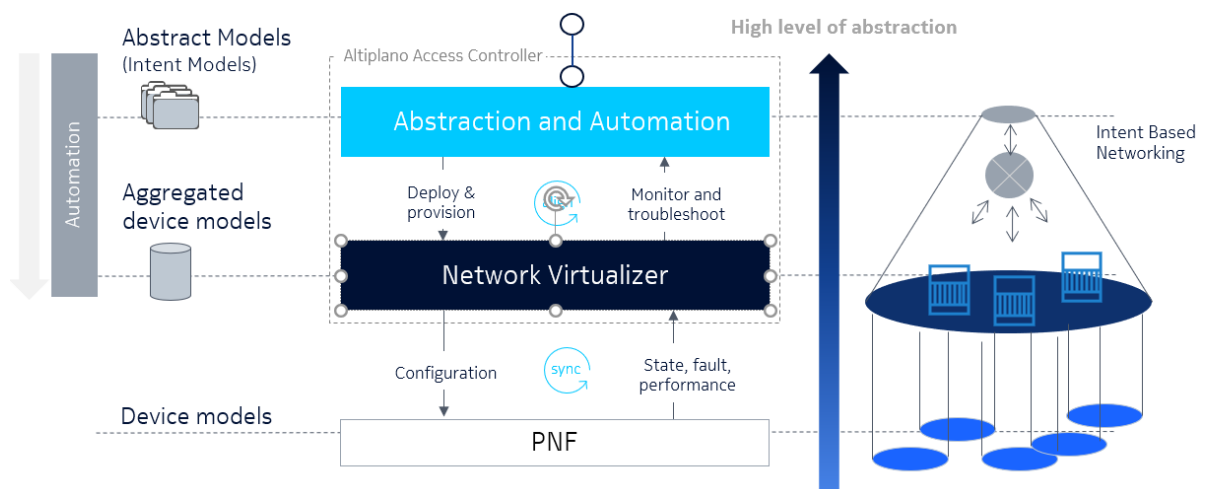 High level of abstraction
Abstract Models
(Intent Models)
Altiplano Access Controller
Abstraction and Automation
Intent Based
Networking
Automation
Aggregated
device models
Deploy &
provision
Monitor and
troubleshoot
Network Virtualizer
Configuration
sync
State, fault,
performance
Device models
PNF